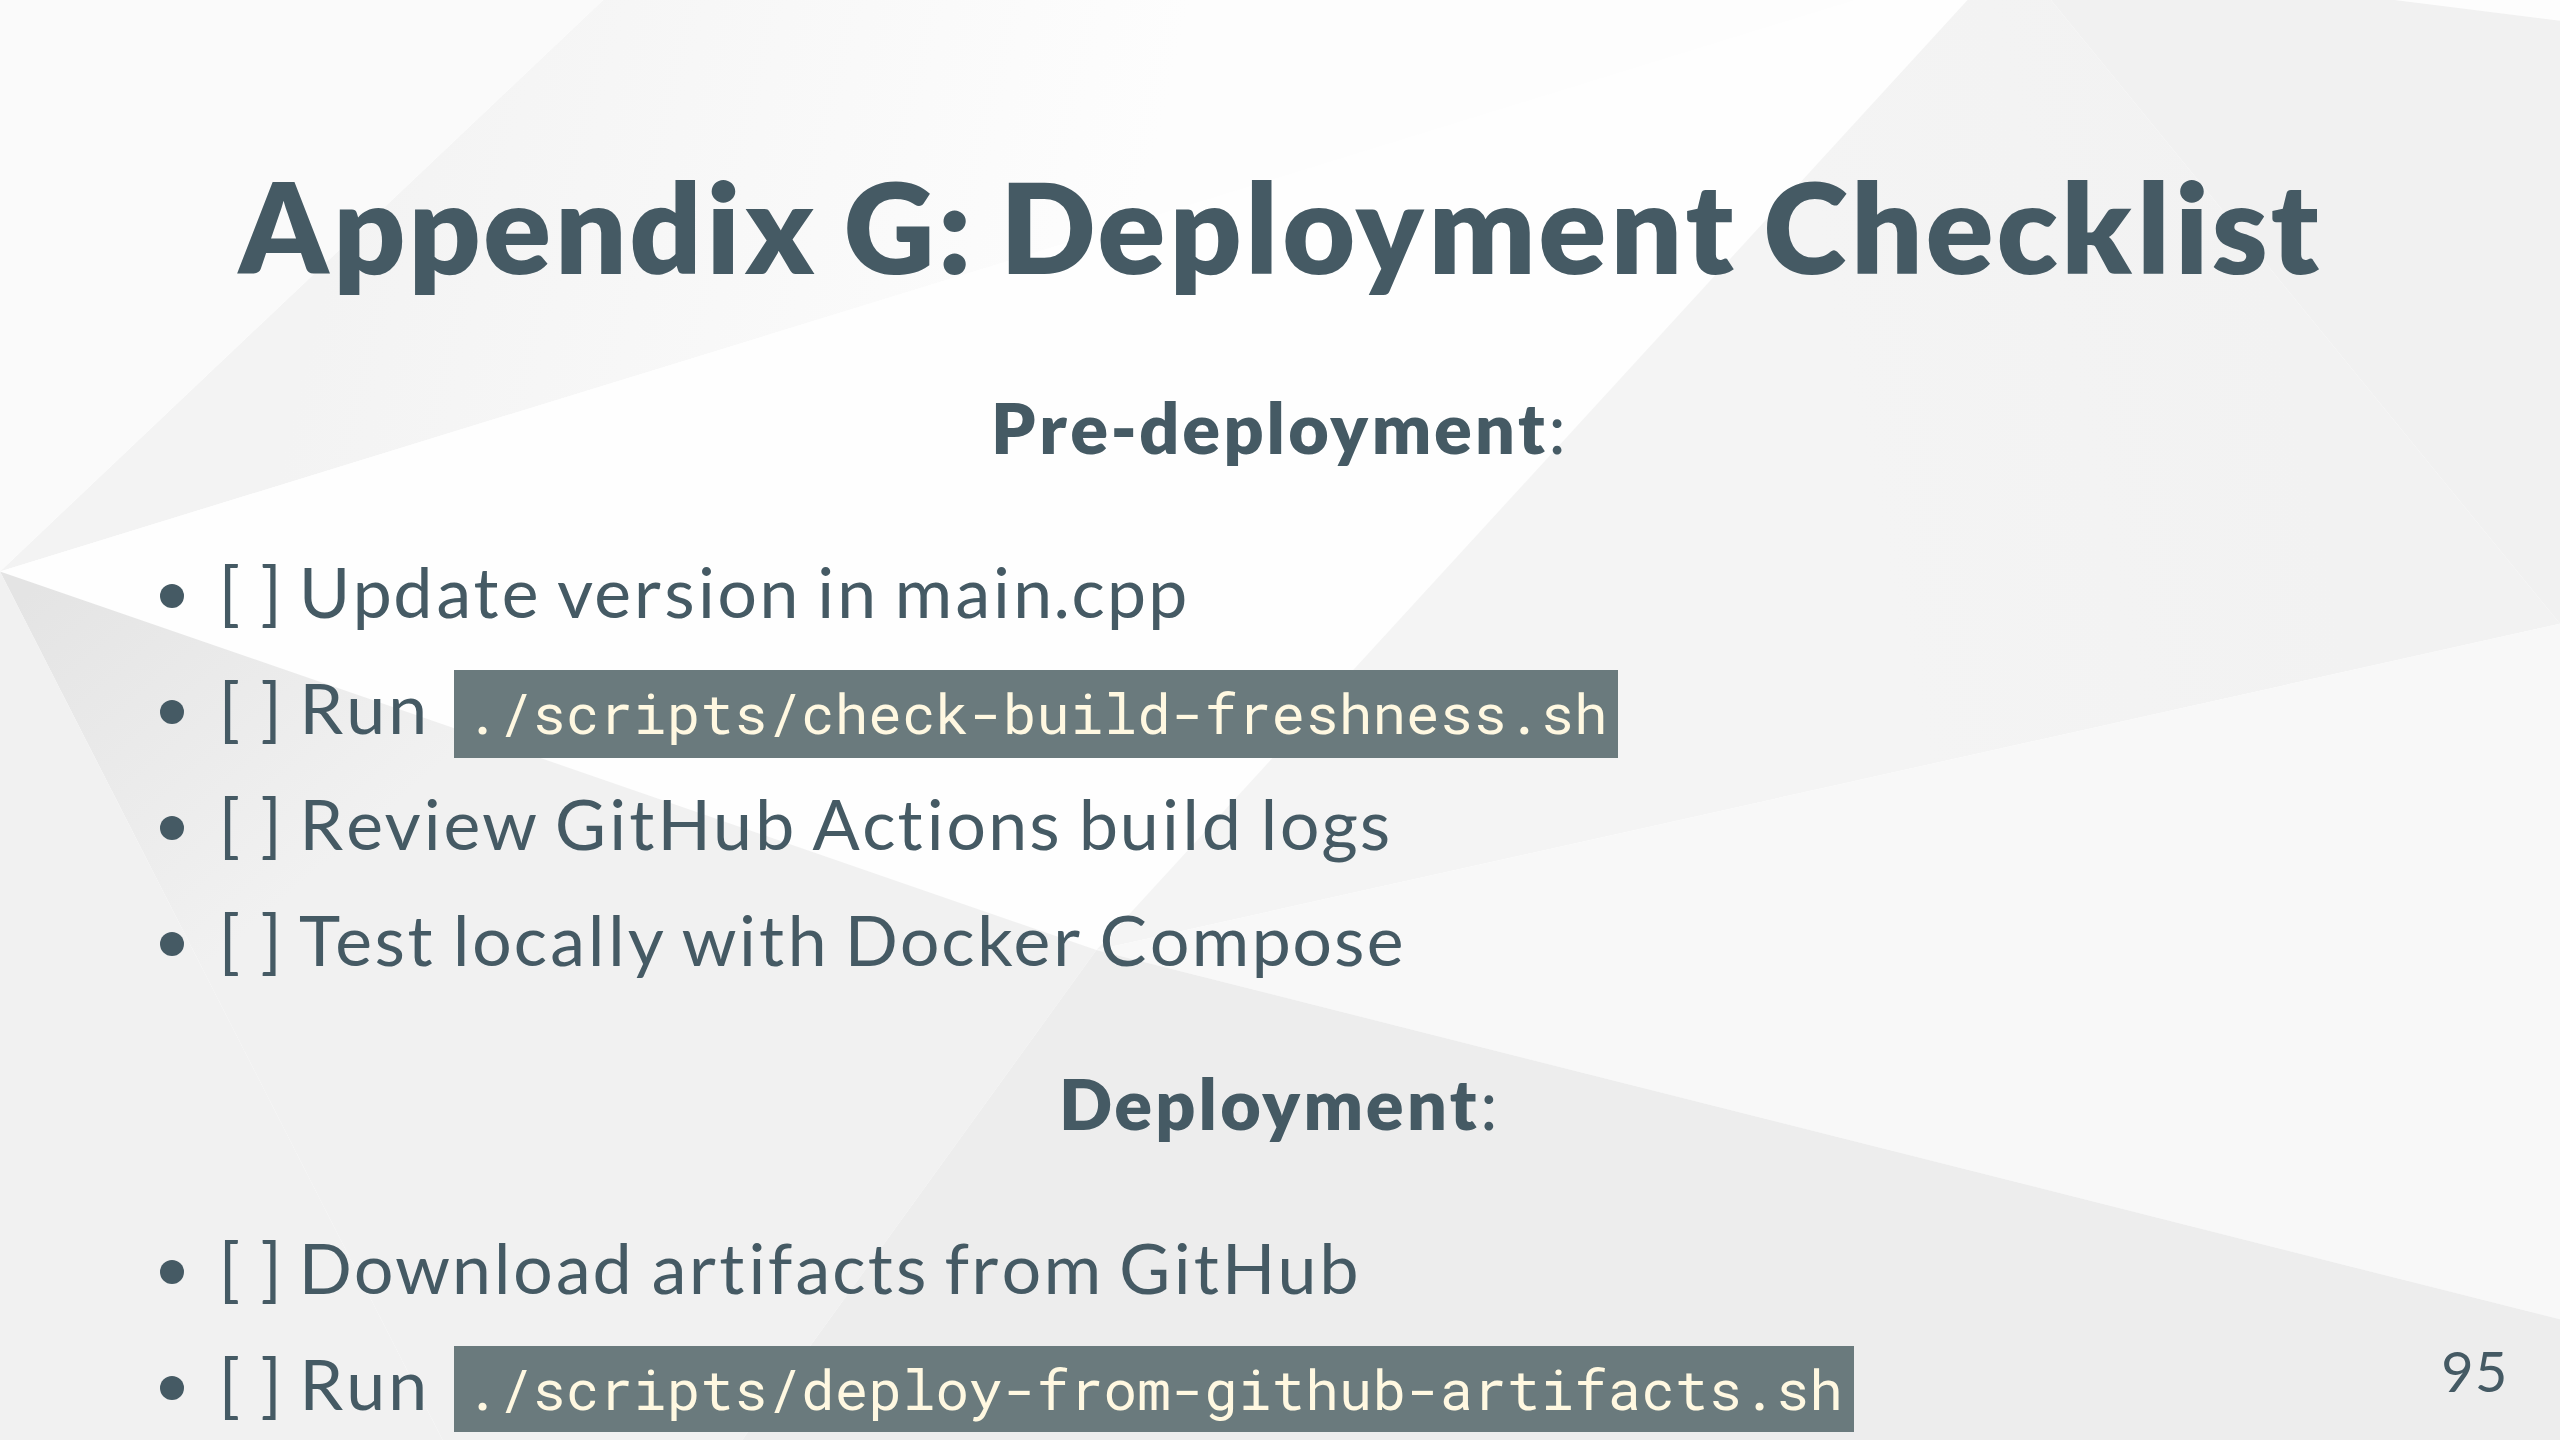 Appendix G: Deployment Checklist
Pre-deployment:
• [ ] Update version in main.cpp
• [ ] Run ./scripts/check-build-freshness.sh
• [ ] Review GitHub Actions build logs
• [ ] Test locally with Docker Compose
Deployment:
• [ ] Download artifacts from GitHub
• [ ] Run ./scripts/deploy-from-github-artifacts.sh
95